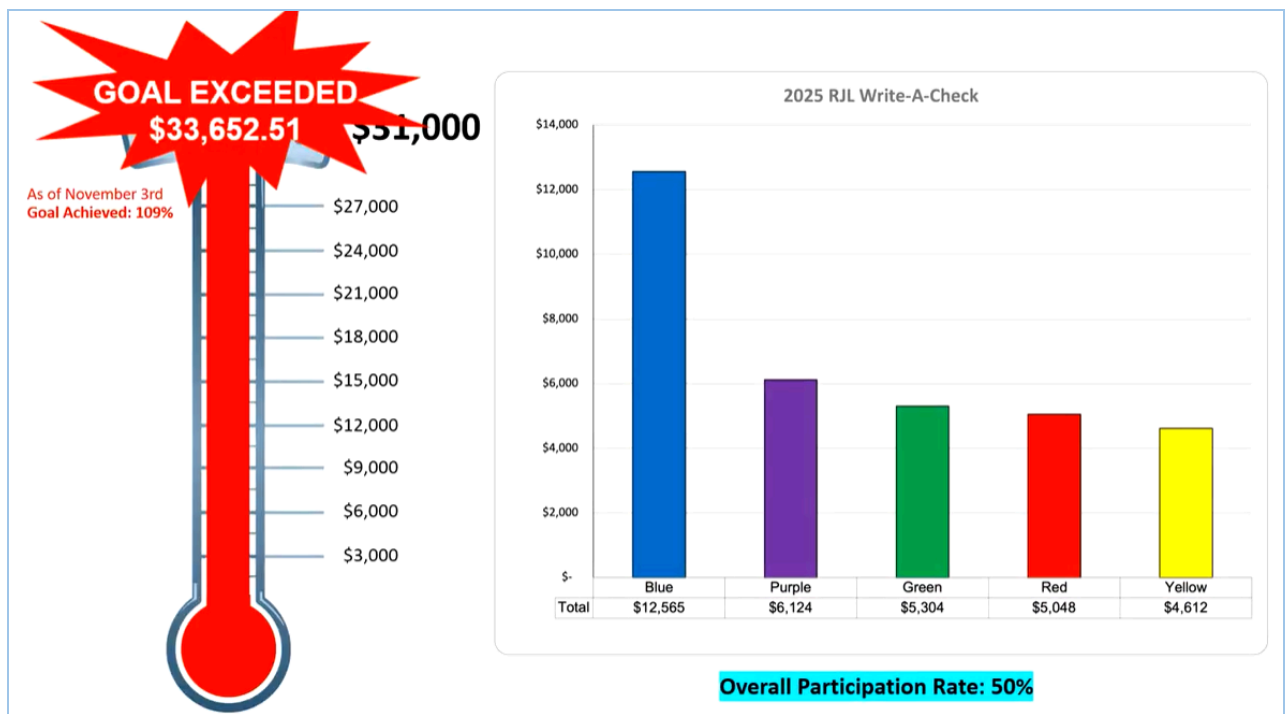 GOAL EXCEEDED
$33,652.51
$31,000
As of November 3rd
Goal Achieved: 109%
$27,000
$24,000
$21,000
$18,000
$15,000
$12,000
$9,000
$6,000
$3,000
2025 RJL Write-A-Check
$14,000
$12,000
$10,000
$8,000
$6,000
$4,000
$2,000
$-
Blue Purple Green Red Yellow
Total $12,565 $6,124 $5,304 $5,048 $4,612
Overall Participation Rate: 50%